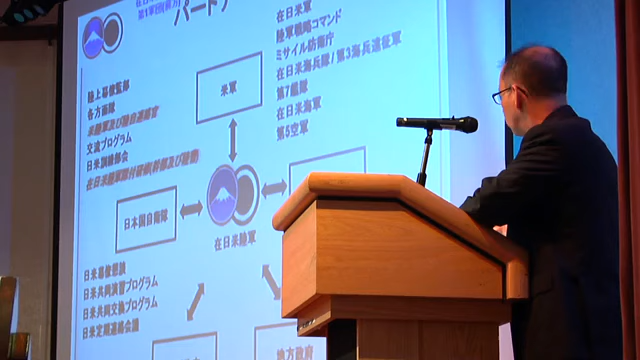 パートナ
在日米軍
陸軍戦略コマンド
ミサイル防衛庁
在日米海兵隊/第3海兵遠征軍
第7艦隊
在日米海軍
第5空軍
陸上幕僚監部
各方面隊
交流プログラム
日米訓練部会
米軍
日本国自衛隊
在日米陸軍
日米幕僚懇談
日米共同演習プログラム
日米共同交換プログラム
日米定期連絡会議
地方政府